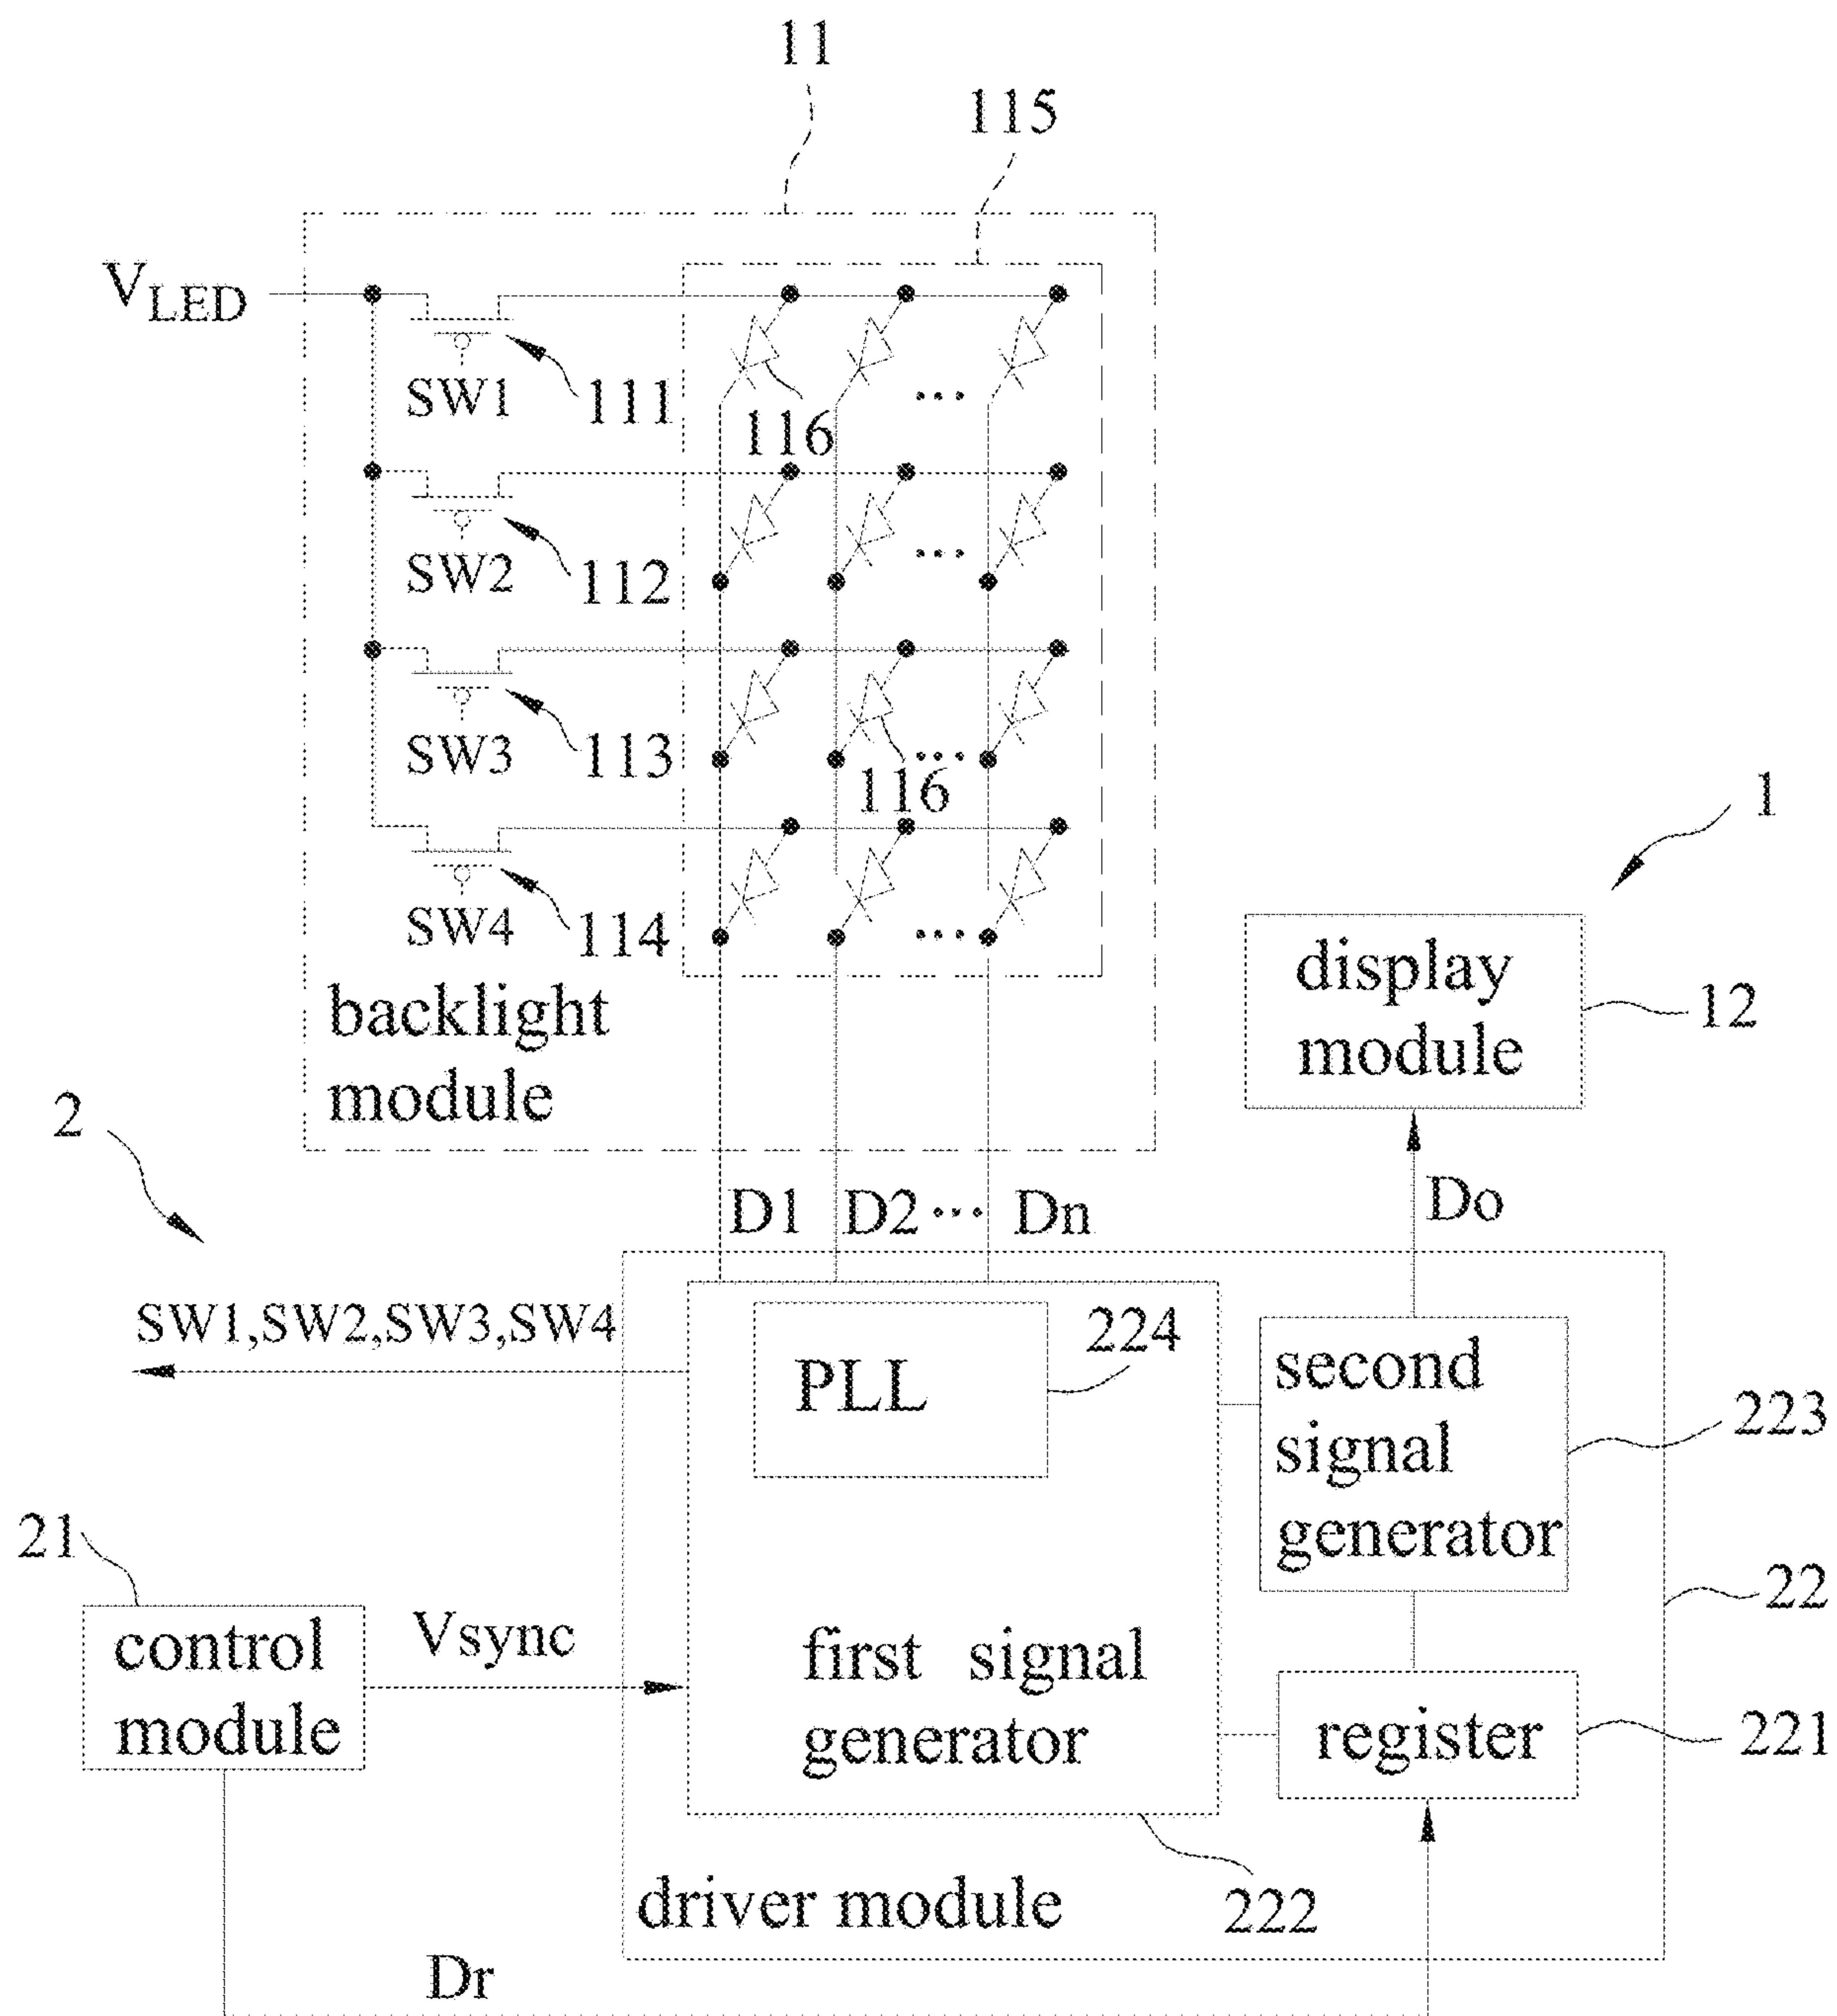 11
115
V_LED
SW1
111
116
SW2
112
SW3
113
116
1
SW4
114
backlight
module
display
module
12
2
D1
D2
...
Dn
Do
SW1,SW2,SW3,SW4
PLL
224
second
signal
generator
223
21
control
module
Vsync
first signal
generator
22
register
221
driver module
222
Dr